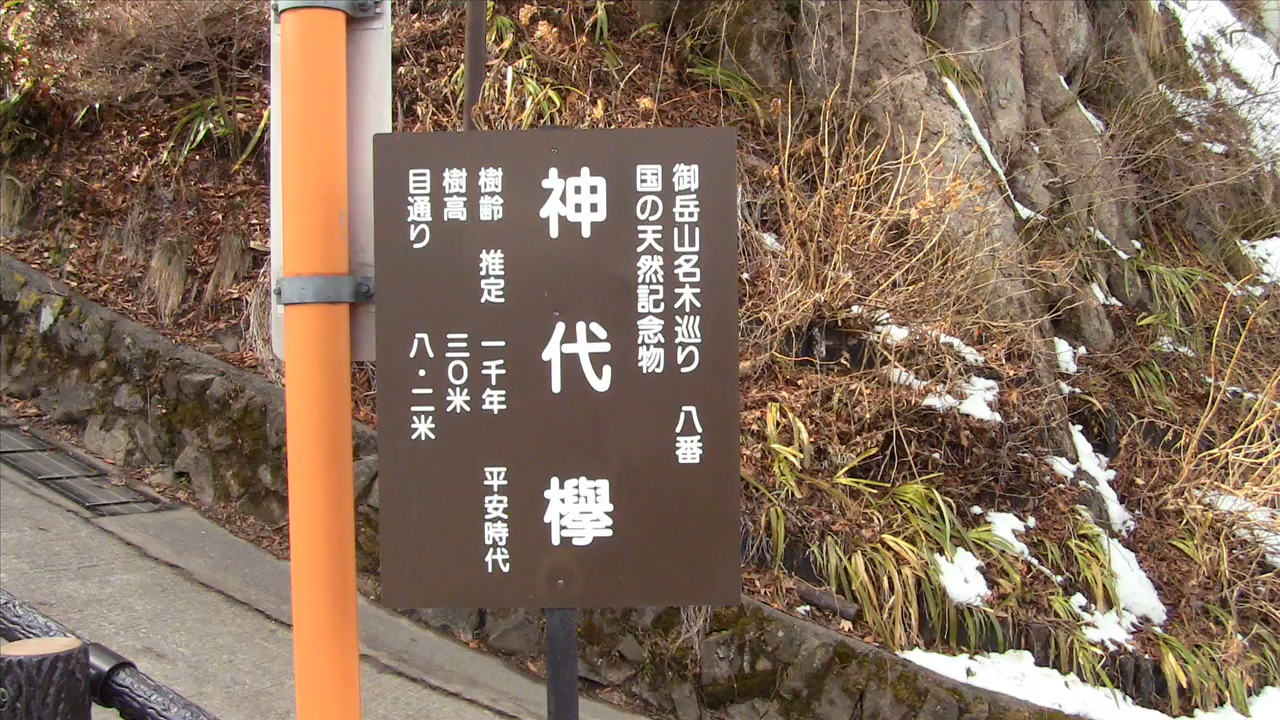 御岳山名木巡り 八番
国の天然記念物
神代欅
樹齢 推定 一千年 平安時代
樹高 三〇米
目通り 八・二米